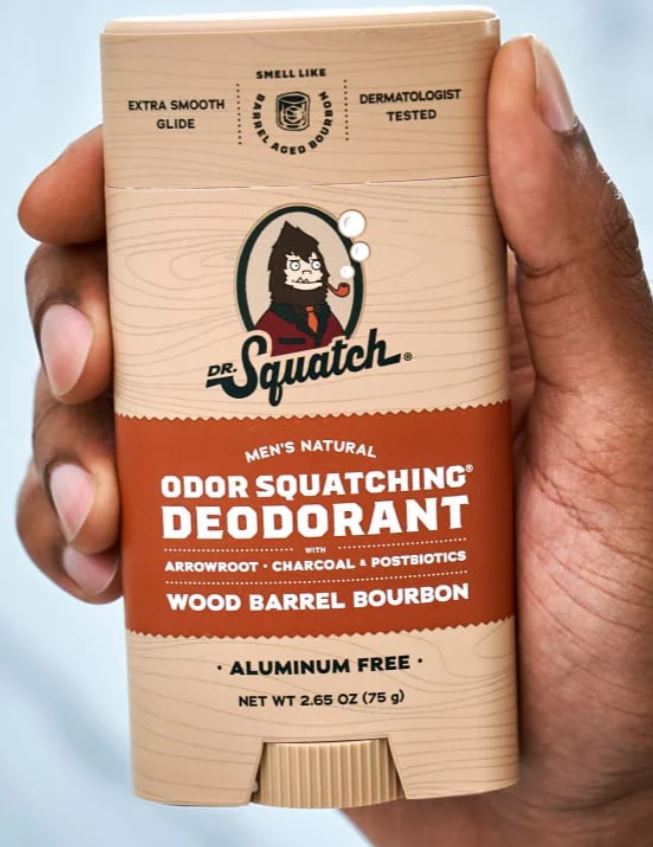 SMELL LIKE
BARREL AGED BOURBON
EXTRA SMOOTH
GLIDE
DERMATOLOGIST
TESTED
DR. Squatch®
MEN'S NATURAL
ODOR SQUATCHING®
DEODORANT
WITH
ARROWROOT · CHARCOAL & POSTBIOTICS
WOOD BARREL BOURBON
· ALUMINUM FREE ·
NET WT 2.65 OZ (75 g)